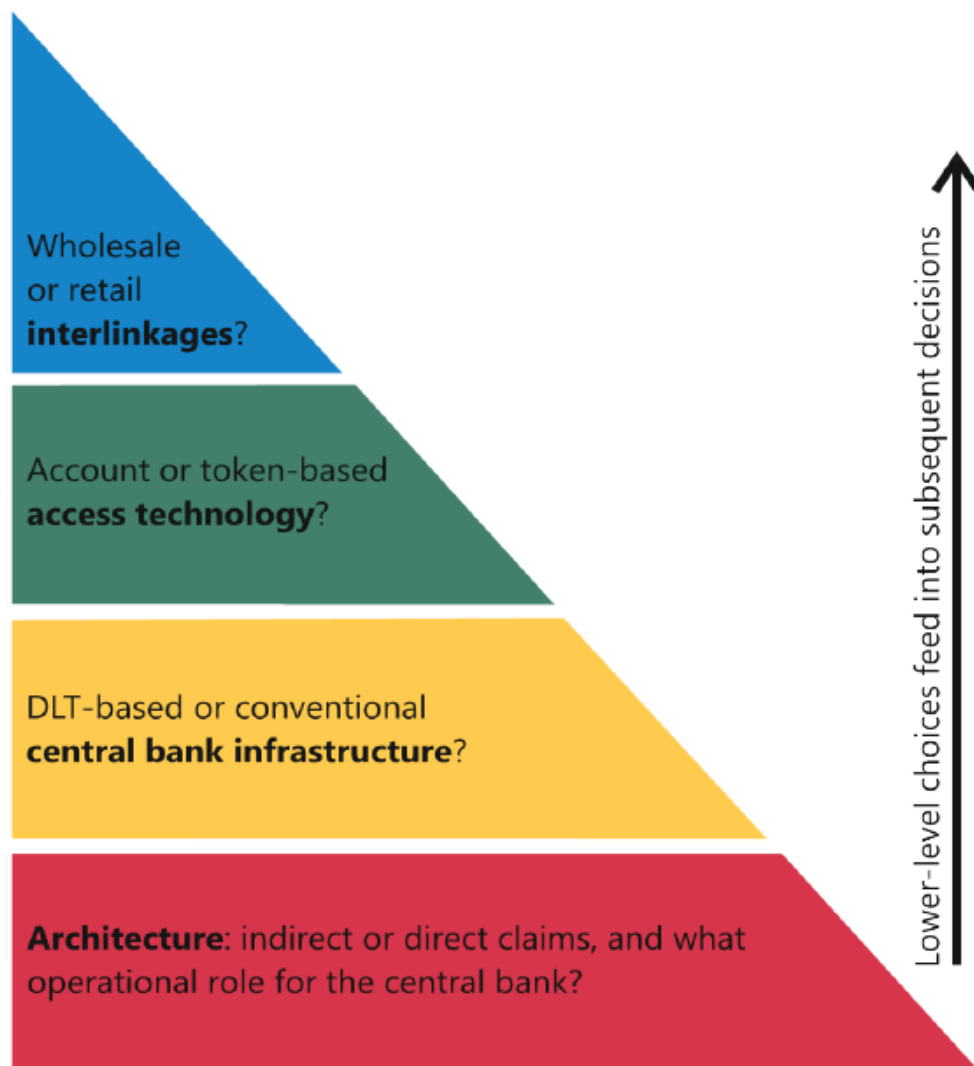 Wholesale
or retail
interlinkages?
Account or token-based
access technology?
DLT-based or conventional
central bank infrastructure?
Architecture: indirect or direct claims, and what
operational role for the central bank?
Lower-level choices feed into subsequent decisions